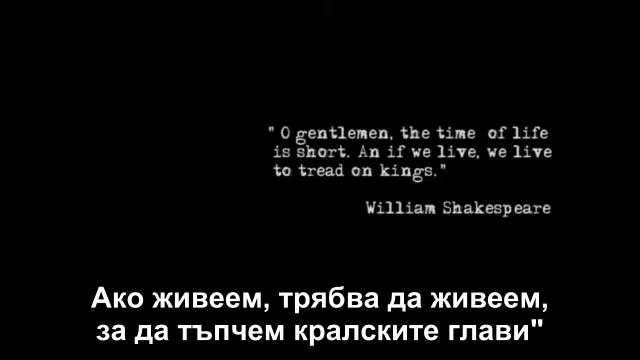 " O gentlemen, the time of life
is short. An if we live, we live
to tread on kings."
William Shakespeare
Ако живеем, трябва да живеем,
за да тъпчем кралските глави"